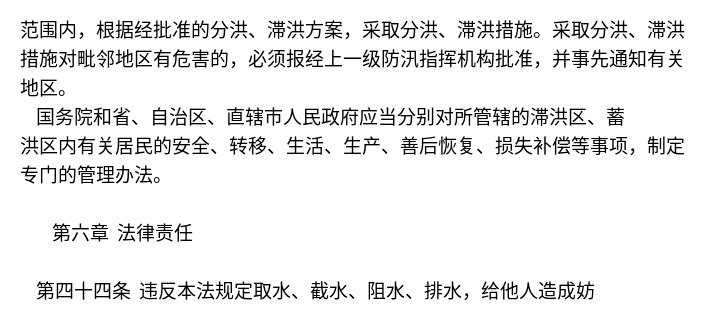 范围内，根据经批准的分洪、滞洪方案，采取分洪、滞洪措施。采取分洪、滞洪
措施对毗邻地区有危害的，必须报经上一级防汛指挥机构批准，并事先通知有关
地区。
国务院和省、自治区、直辖市人民政府应当分别对所管辖的滞洪区、蓄
洪区内有关居民的安全、转移、生活、生产、善后恢复、损失补偿等事项，制定
专门的管理办法。
第六章 法律责任
第四十四条 违反本法规定取水、截水、阻水、排水，给他人造成妨